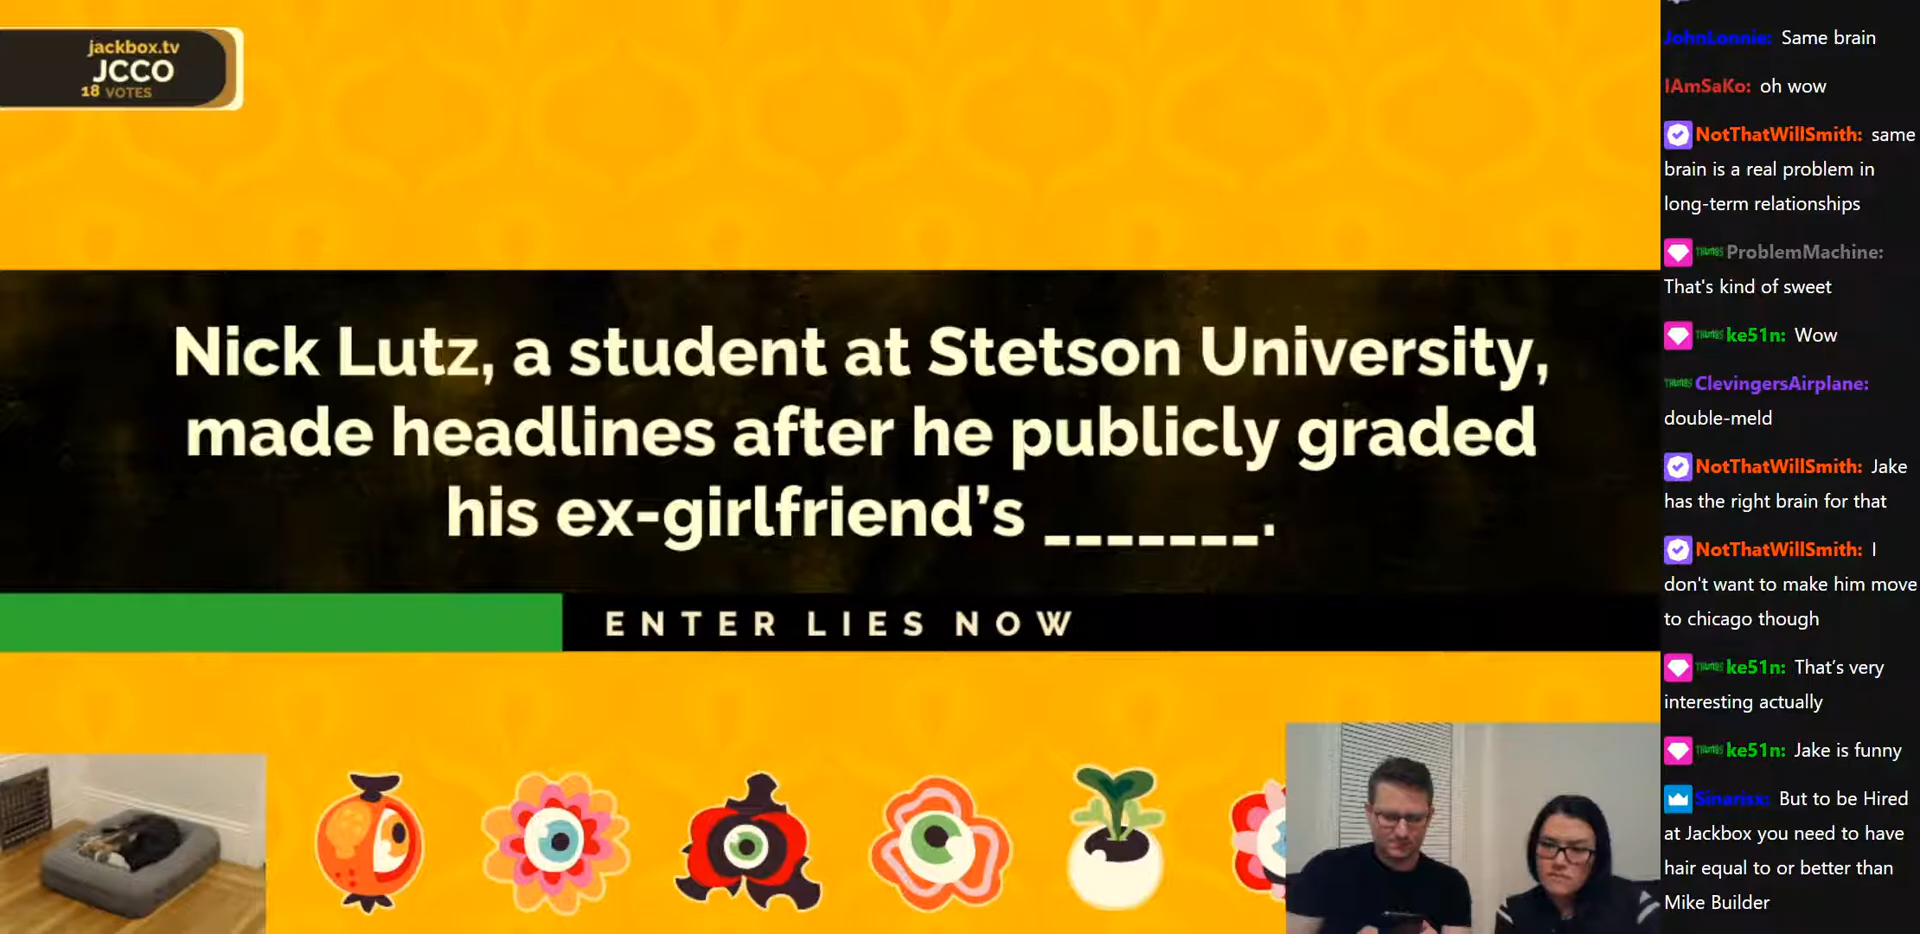 jackbox.tv
JCCO
18 VOTES
Nick Lutz, a student at Stetson University,
made headlines after he publicly graded
his ex-girlfriend’s _______.
ENTER LIES NOW
JohnLonnie: Same brain
IAmSaKo: oh wow
NotThatWillSmith: same
brain is a real problem in
long-term relationships
THUMBS ProblemMachine:
That's kind of sweet
THUMBS ke51n: Wow
THUMBS ClevingersAirplane:
double-meld
NotThatWillSmith: Jake
has the right brain for that
NotThatWillSmith: I
don't want to make him move
to chicago though
THUMBS ke51n: That’s very
interesting actually
THUMBS ke51n: Jake is funny
Sinarisx: But to be Hired
at Jackbox you need to have
hair equal to or better than
Mike Builder